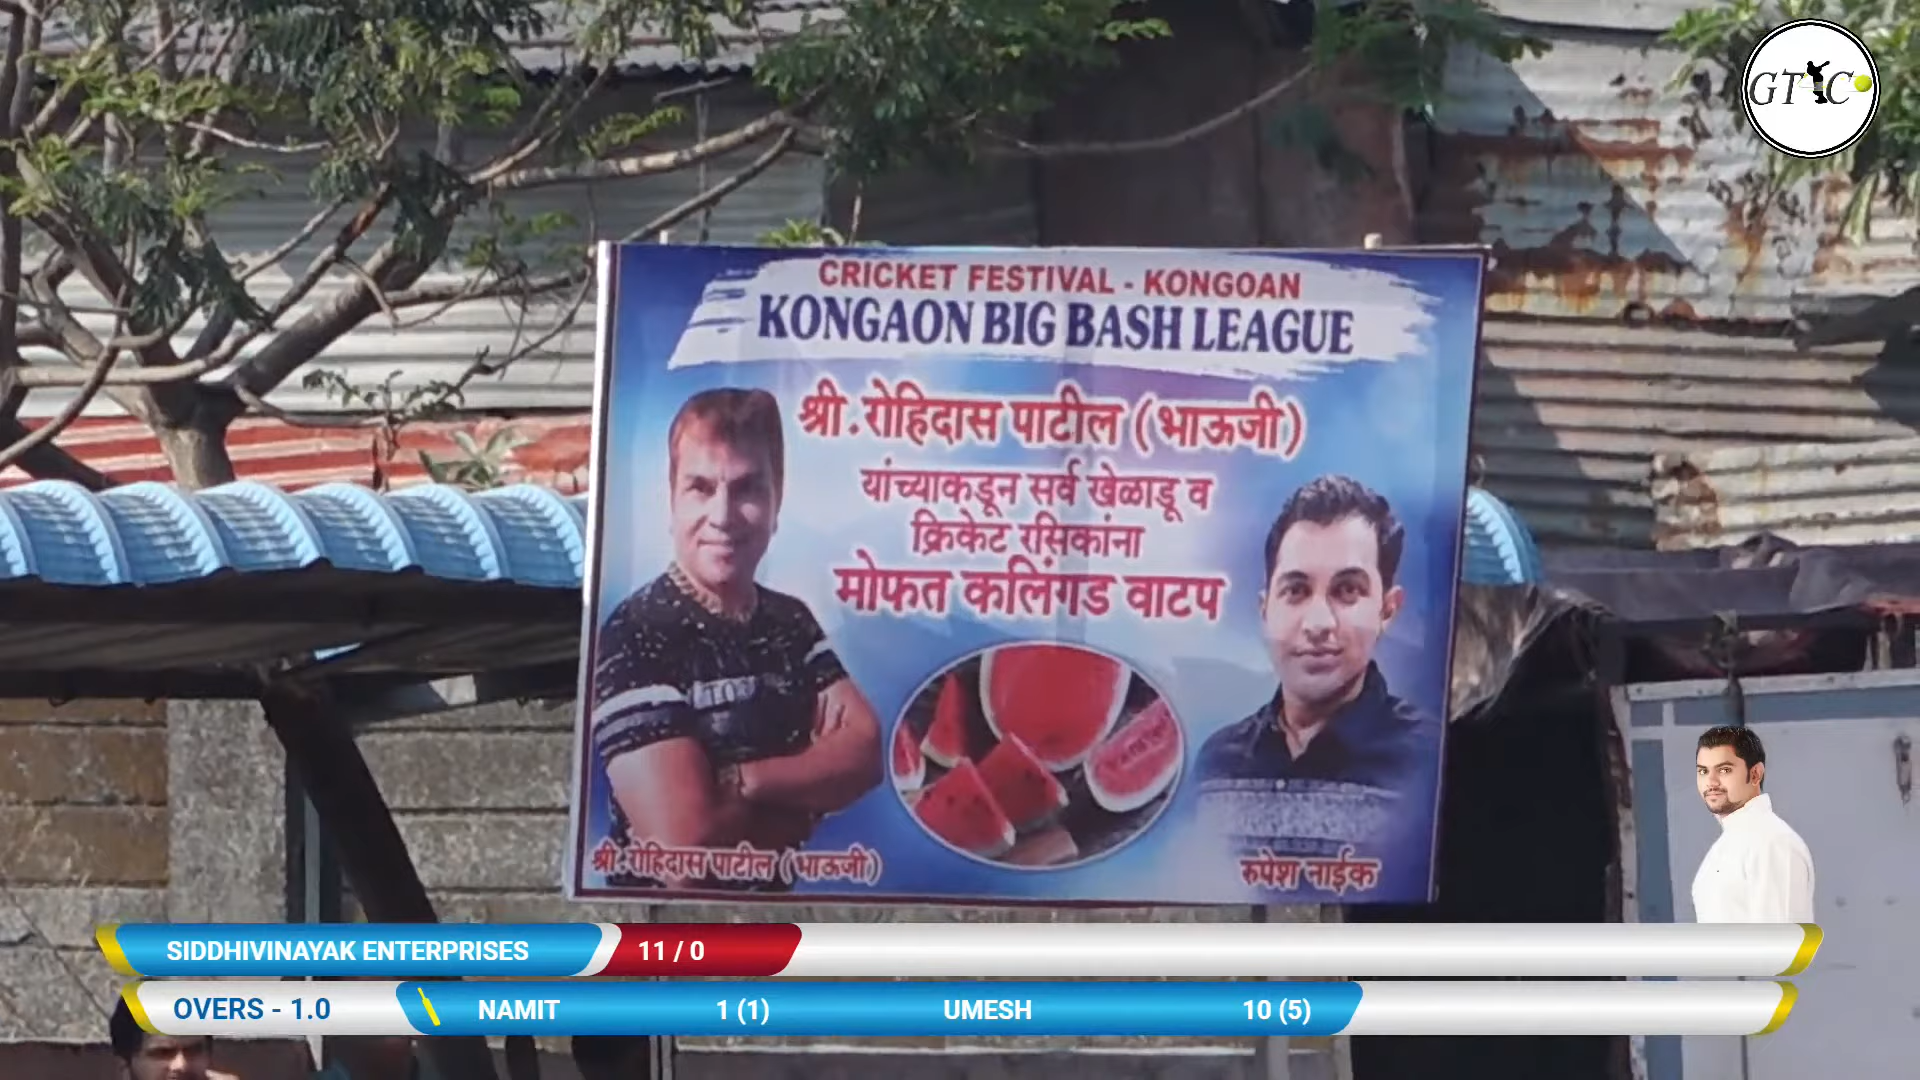 GTC
CRICKET FESTIVAL - KONGOAN
KONGAON BIG BASH LEAGUE
श्री.रोहिदास पाटील (भाऊजी)
यांच्याकडून सर्व खेळाडू व
क्रिकेट रसिकांना
मोफत कलिंगड वाटप
श्री.रोहिदास पाटील (भाऊजी)
रुपेश नाईक
SIDDHIVINAYAK ENTERPRISES 11 / 0
OVERS - 1.0 NAMIT 1 (1) UMESH 10 (5)